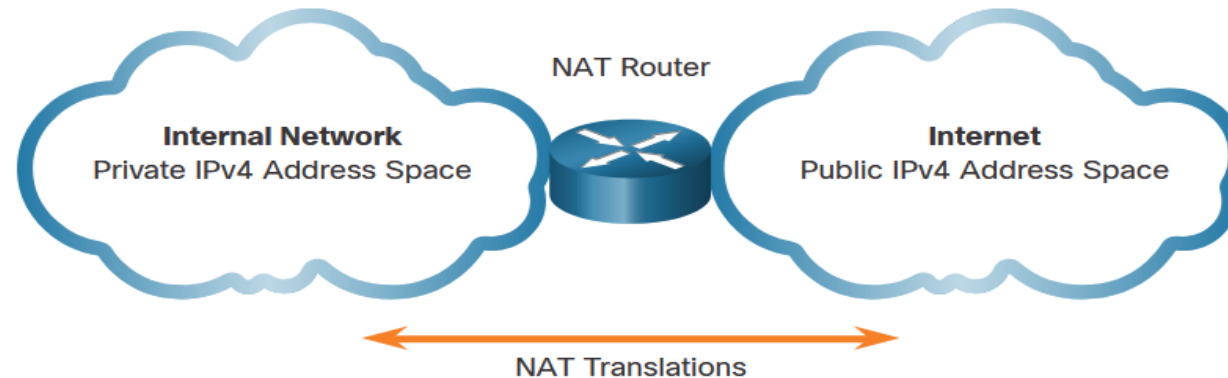 NAT Router
Internal Network
Private IPv4 Address Space
Internet
Public IPv4 Address Space
NAT Translations